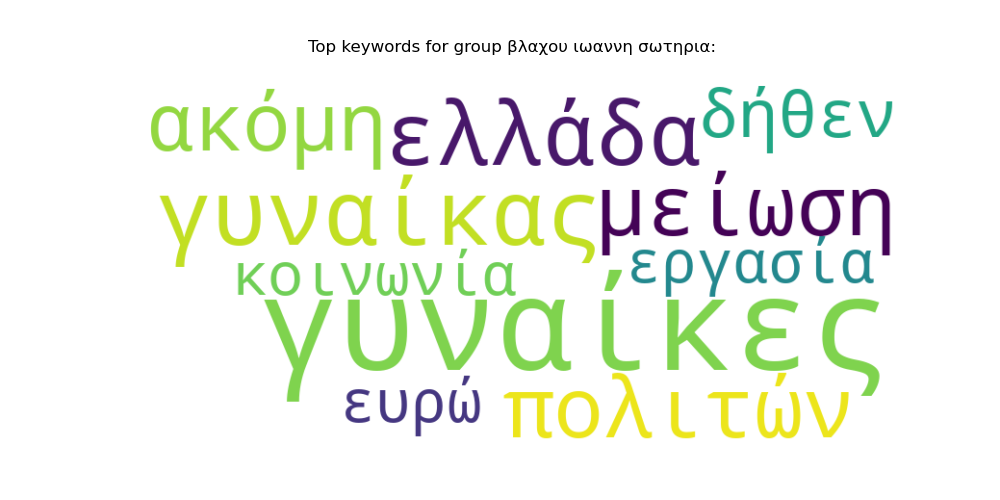 Top keywords for group βλαχου ιωαννη σωτηρια:
ακόμη ελλάδα δήθεν
γυναίκας μείωση
κοινωνία εργασία
γυναίκες
ευρώ πολιτών